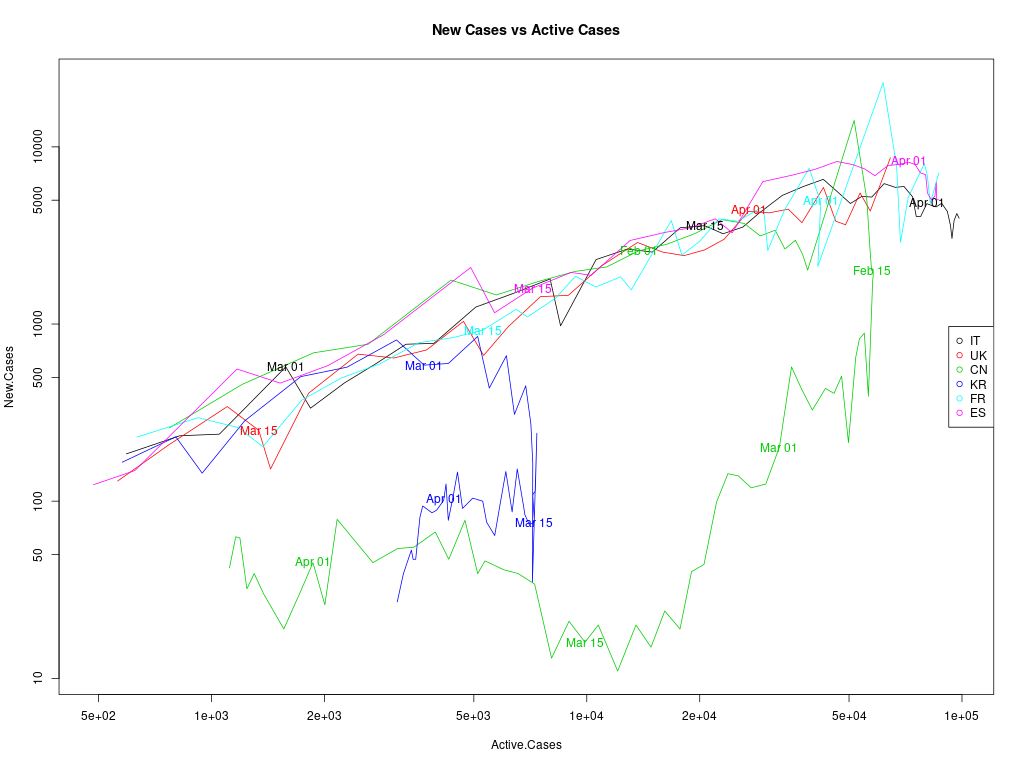 New Cases vs Active Cases
New.Cases
10000
5000
1000
500
100
50
10
Apr 01
Apr 01
Apr 01
Apr 01
Mar 15
Feb 01
Feb 15
Mar 15
Mar 15
Mar 01
Mar 01
Mar 15
Mar 01
Apr 01
Mar 15
Apr 01
Mar 15
IT
UK
CN
KR
FR
ES
5e+02 1e+03 2e+03 5e+03 1e+04 2e+04 5e+04 1e+05
Active.Cases